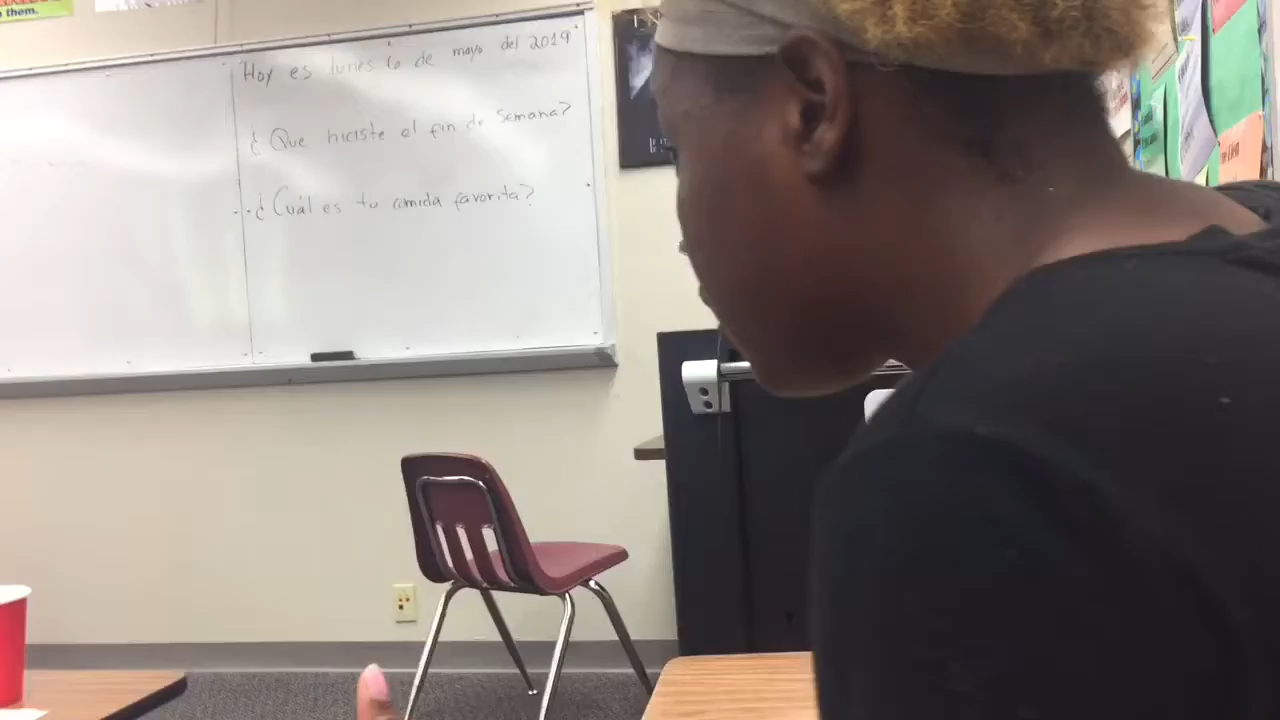 them.
Hoy es lunes 6 de mayo del 2019
¿Que hiciste el fin de semana?
¿Cuál es tu comida favorita?